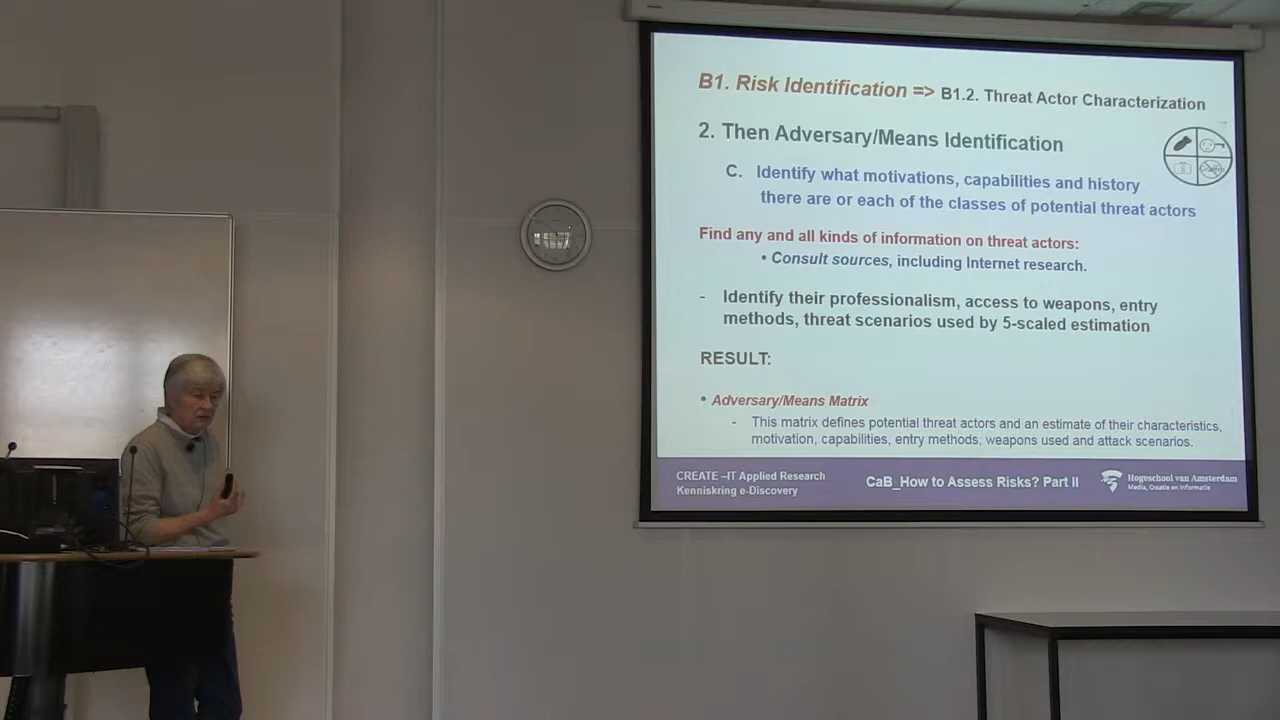 B1. Risk Identification => B1.2. Threat Actor Characterization
2. Then Adversary/Means Identification
C. Identify what motivations, capabilities and history
there are or each of the classes of potential threat actors
Find any and all kinds of information on threat actors:
• Consult sources, including Internet research.
- Identify their professionalism, access to weapons, entry
methods, threat scenarios used by 5-scaled estimation
RESULT:
• Adversary/Means Matrix
- This matrix defines potential threat actors and an estimate of their characteristics,
motivation, capabilities, entry methods, weapons used and attack scenarios.
CREATE –IT Applied Research
Kenniskring e-Discovery
CaB_How to Assess Risks? Part II
Hogeschool van Amsterdam
Media, Creatie en Informatie